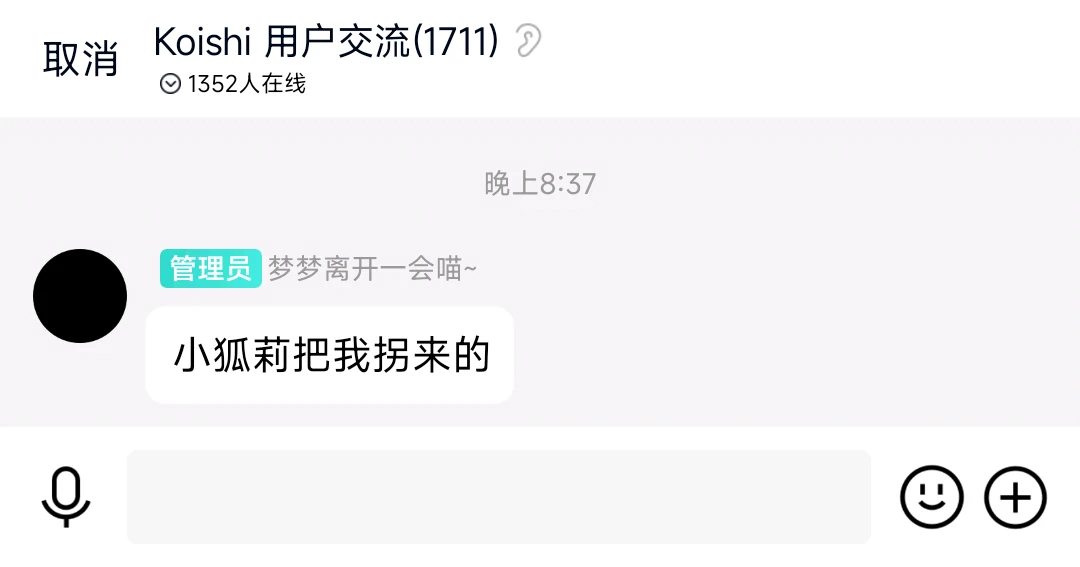 取消
Koishi 用户交流(1711)
1352人在线
晚上8:37
管理员 梦梦离开一会喵~
小狐莉把我拐来的